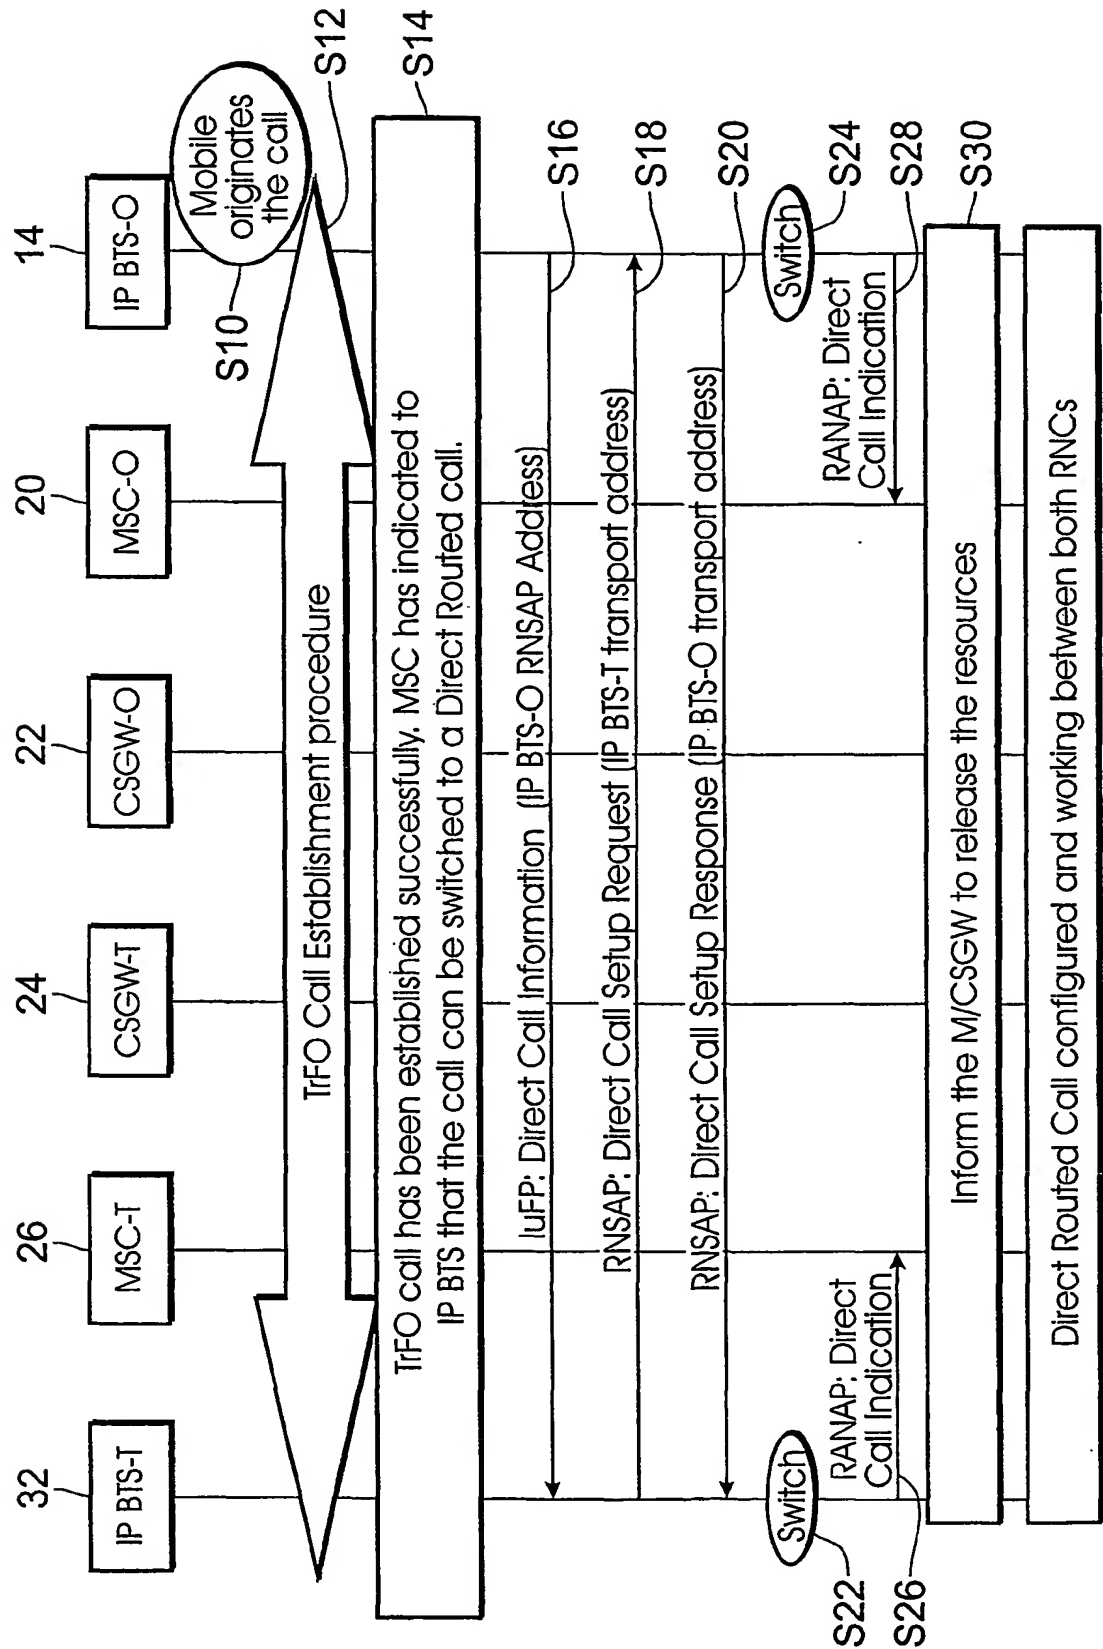 32
26
24
22
20
14
IP BTS-T
MSC-T
CSGW-T
CSGW-O
MSC-O
IP BTS-O
Mobile
originates
the call
S10
S12
TrFO Call Establishment procedure
S14
TrFO call has been established successfully. MSC has indicated to
IP BTS that the call can be switched to a Direct Routed call.
IuFP: Direct Call Information (IP BTS-O RNSAP Address)
S16
RNSAP: Direct Call Setup Request (IP BTS-T transport address)
S18
RNSAP: Direct Call Setup Response (IP BTS-O transport address)
S20
Switch
S22
Switch
S24
RANAP: Direct
Call Indication
S26
RANAP: Direct
Call Indication
S28
Inform the M/CSGW to release the resources
S30
Direct Routed Call configured and working between both RNCs